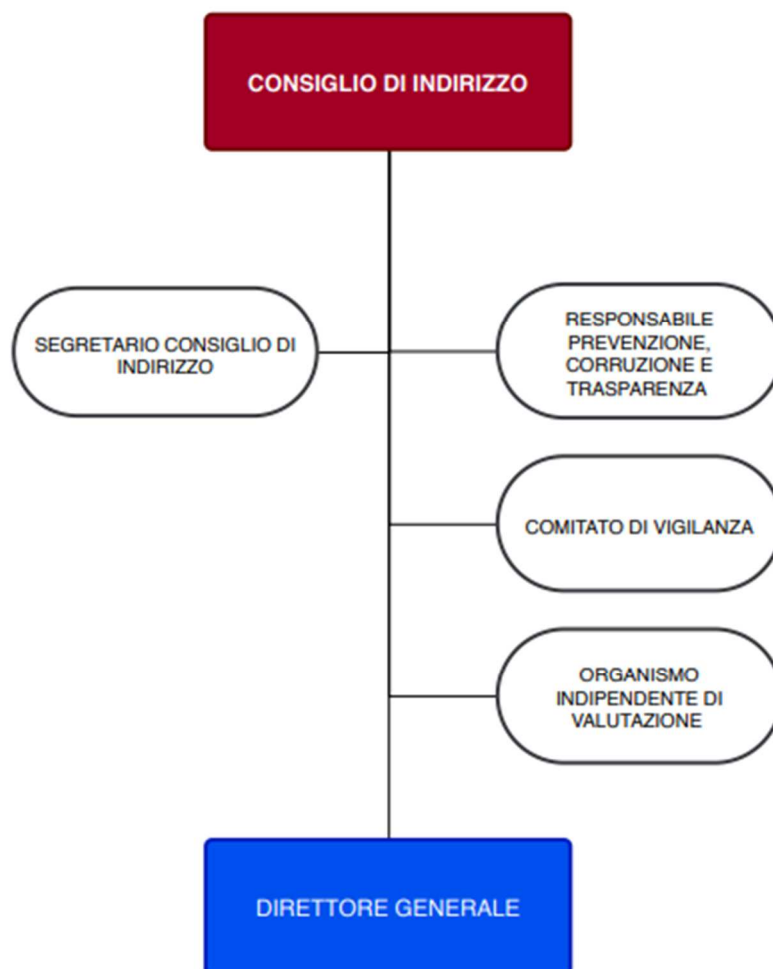 CONSIGLIO DI INDIRIZZO
SEGRETARIO CONSIGLIO DI
INDIRIZZO
RESPONSABILE
PREVENZIONE,
CORRUZIONE E
TRASPARENZA
COMITATO DI VIGILANZA
ORGANISMO
INDIPENDENTE DI
VALUTAZIONE
DIRETTORE GENERALE